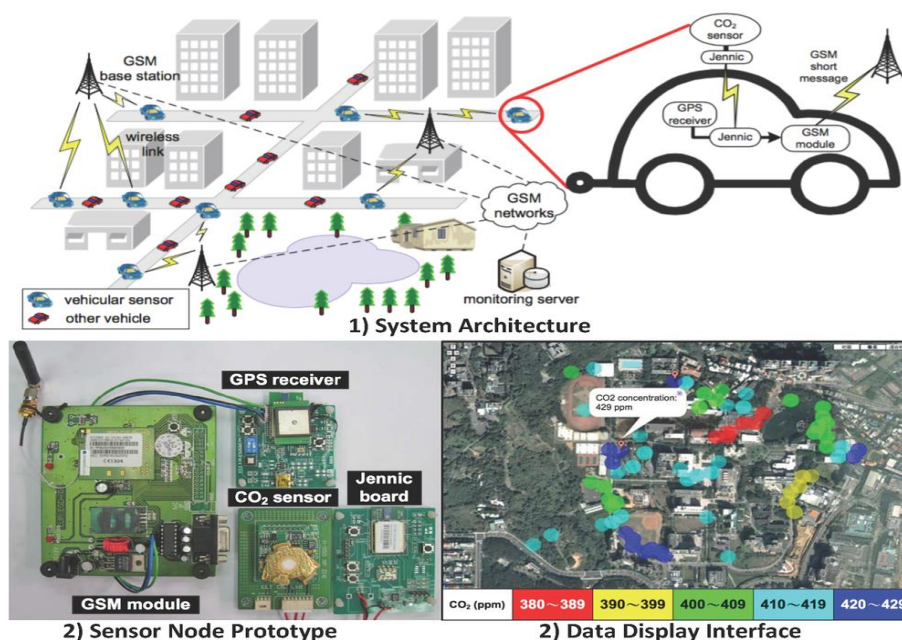 GSM
base station
wireless
link
vehicular sensor
other vehicle
GSM
networks
monitoring server
CO2
sensor
Jennic
GPS
receiver
Jennic
GSM
module
GSM
short
message
1) System Architecture
GPS receiver
CO2 sensor
Jennic
board
GSM module
2) Sensor Node Prototype
CO2 concentration:
429 ppm
CO2 (ppm) 380~389 390~399 400~409 410~419 420~429
2) Data Display Interface